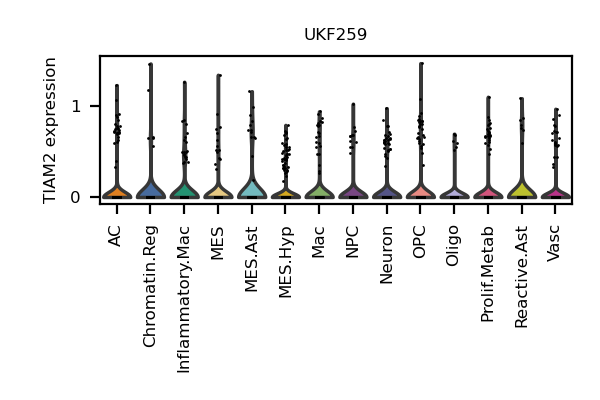 UKF259
TIAM2 expression
1
0
AC
Chromatin.Reg
Inflammatory.Mac
MES
MES.Ast
MES.Hyp
Mac
NPC
Neuron
OPC
Oligo
Prolif.Metab
Reactive.Ast
Vasc